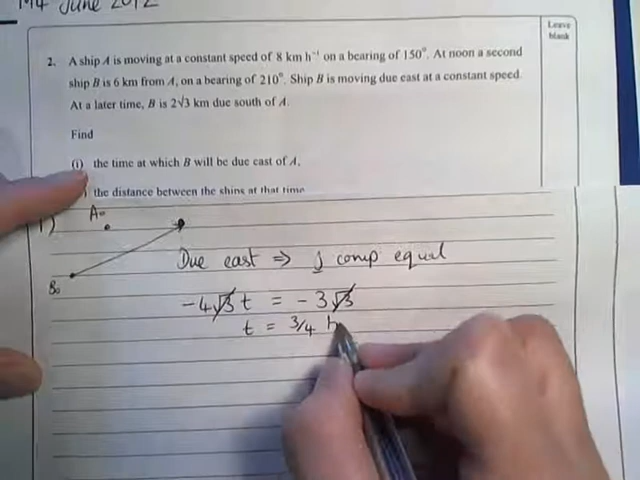 M4 June 2012
Leave
blank
2. A ship A is moving at a constant speed of 8 km h⁻¹ on a bearing of 150°. At noon a second
ship B is 6 km from A, on a bearing of 210°. Ship B is moving due east at a constant speed.
At a later time, B is 2√3 km due south of A.
Find
(i) the time at which B will be due east of A,
the distance between the ships at that time.
1)
A₀
B₀
Due east ⇒ j comp equal
-4√3 t = -3√3
t = 3/4 h